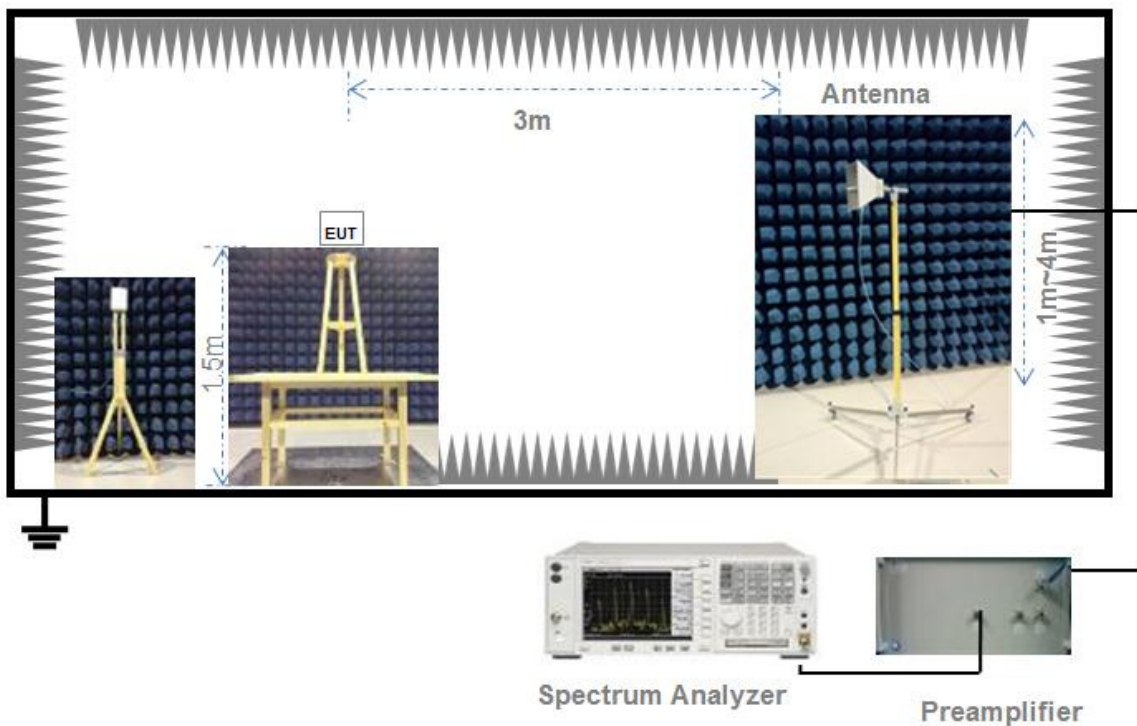 Antenna
3m
EUT
1.5m
1m~4m
Spectrum Analyzer
Preamplifier